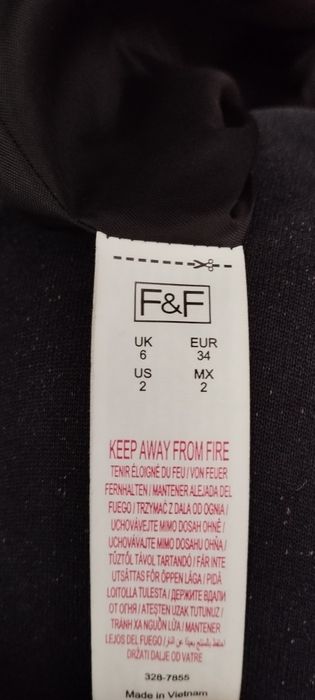 F&F
UK EUR
6 34
US MX
2 2
KEEP AWAY FROM FIRE
TENIR ÉLOIGNÉ DU FEU / VON FEUER
FERNHALTEN / MANTENER ALEJADA DEL
FUEGO / TRZYMAĆ Z DALA OD OGNIA /
UCHOVÁVEJTE MIMO DOSAH OHNĚ /
UCHOVÁVAJTE MIMO DOSAHU OHŇA /
TŰZTŐL TÁVOL TARTANDÓ / FÅR INTE
UTSÄTTAS FÖR ÖPPEN LÅGA / PIDÄ
LOITOLLA TULESTA / ДЕРЖИТЕ ВДАЛИ
ОТ ОГНЯ / ATEŞTEN UZAK TUTUNUZ /
TRÁNH XA NGUỒN LỬA / MANTENER
LEJOS DEL FUEGO /
DRŽATI DALJE OD VATRE
328-7855
Made in Vietnam